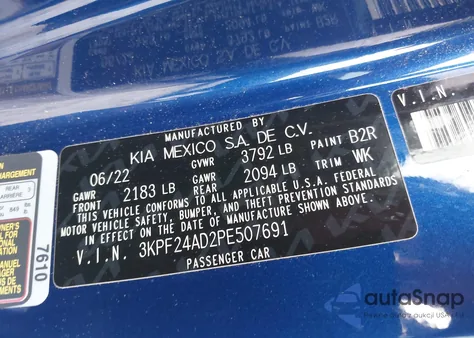 MANUFACTURED BY
KIA MEXICO S.A. DE C.V.
06/22 GVWR 3792 LB PAINT B2R
GAWR 2183 LB GAWR REAR 2094 LB TRIM WK
THIS VEHICLE CONFORMS TO ALL APPLICABLE U.S.A. FEDERAL
MOTOR VEHICLE SAFETY, BUMPER, AND THEFT PREVENTION STANDARDS
IN EFFECT ON THE DATE OF MANUFACTURE SHOWN ABOVE.
V.I.N. 3KPF24AD2PE507691
PASSENGER CAR
V.I.N.
REAR
7610
autoSnap